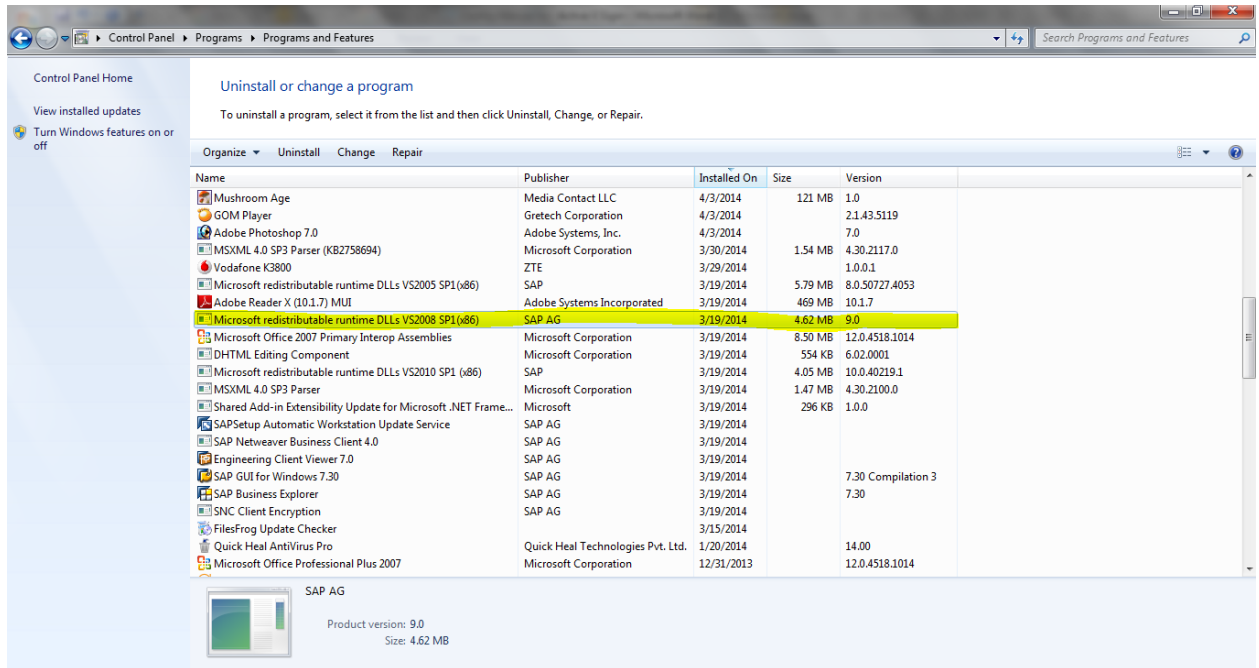 Control Panel Programs Programs and Features Search Programs and Features
Control Panel Home
View installed updates
Turn Windows features on or
off
Uninstall or change a program
To uninstall a program, select it from the list and then click Uninstall, Change, or Repair.
Organize Uninstall Change Repair
Name Publisher Installed On Size Version
Mushroom Age Media Contact LLC 4/3/2014 121 MB 1.0
GOM Player Gretech Corporation 4/3/2014 2.1.43.5119
Adobe Photoshop 7.0 Adobe Systems, Inc. 4/3/2014 7.0
MSXML 4.0 SP3 Parser (KB2758694) Microsoft Corporation 3/30/2014 1.54 MB 4.30.2117.0
Vodafone K3800 ZTE 3/29/2014 1.0.0.1
Microsoft redistributable runtime DLLs VS2005 SP1(x86) SAP 3/19/2014 5.79 MB 8.0.50727.4053
Adobe Reader X (10.1.7) MUI Adobe Systems Incorporated 3/19/2014 469 MB 10.1.7
Microsoft redistributable runtime DLLs VS2008 SP1(x86) SAP AG 3/19/2014 4.62 MB 9.0
Microsoft Office 2007 Primary Interop Assemblies Microsoft Corporation 3/19/2014 8.50 MB 12.0.4518.1014
DHTML Editing Component Microsoft Corporation 3/19/2014 554 KB 6.02.0001
Microsoft redistributable runtime DLLs VS2010 SP1 (x86) SAP 3/19/2014 4.05 MB 10.0.40219.1
MSXML 4.0 SP3 Parser Microsoft Corporation 3/19/2014 1.47 MB 4.30.2100.0
Shared Add-in Extensibility Update for Microsoft .NET Frame... Microsoft 3/19/2014 296 KB 1.0.0
SAPSetup Automatic Workstation Update Service SAP AG 3/19/2014
SAP Netweaver Business Client 4.0 SAP AG 3/19/2014
Engineering Client Viewer 7.0 SAP AG 3/19/2014
SAP GUI for Windows 7.30 SAP AG 3/19/2014 7.30 Compilation 3
SAP Business Explorer SAP AG 3/19/2014 7.30
SNC Client Encryption SAP AG 3/19/2014
FilesFrog Update Checker 3/15/2014
Quick Heal AntiVirus Pro Quick Heal Technologies Pvt. Ltd. 1/20/2014 14.00
Microsoft Office Professional Plus 2007 Microsoft Corporation 12/31/2013 12.0.4518.1014
SAP AG
Product version: 9.0
Size: 4.62 MB